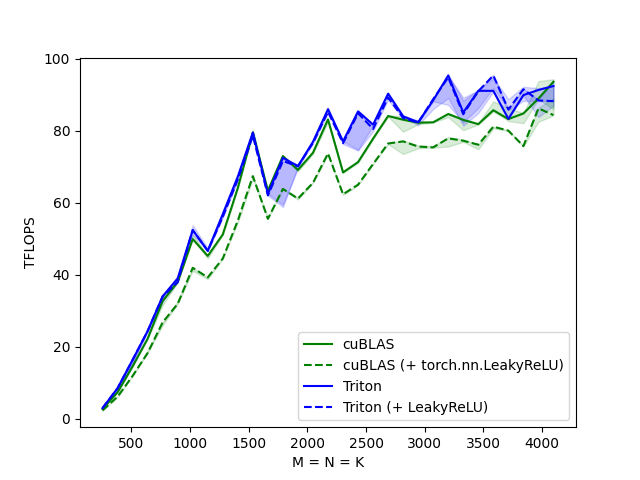 100
80
60
40
20
0
TFLOPS
cuBLAS
cuBLAS (+ torch.nn.LeakyReLU)
Triton
Triton (+ LeakyReLU)
500 1000 1500 2000 2500 3000 3500 4000
M = N = K